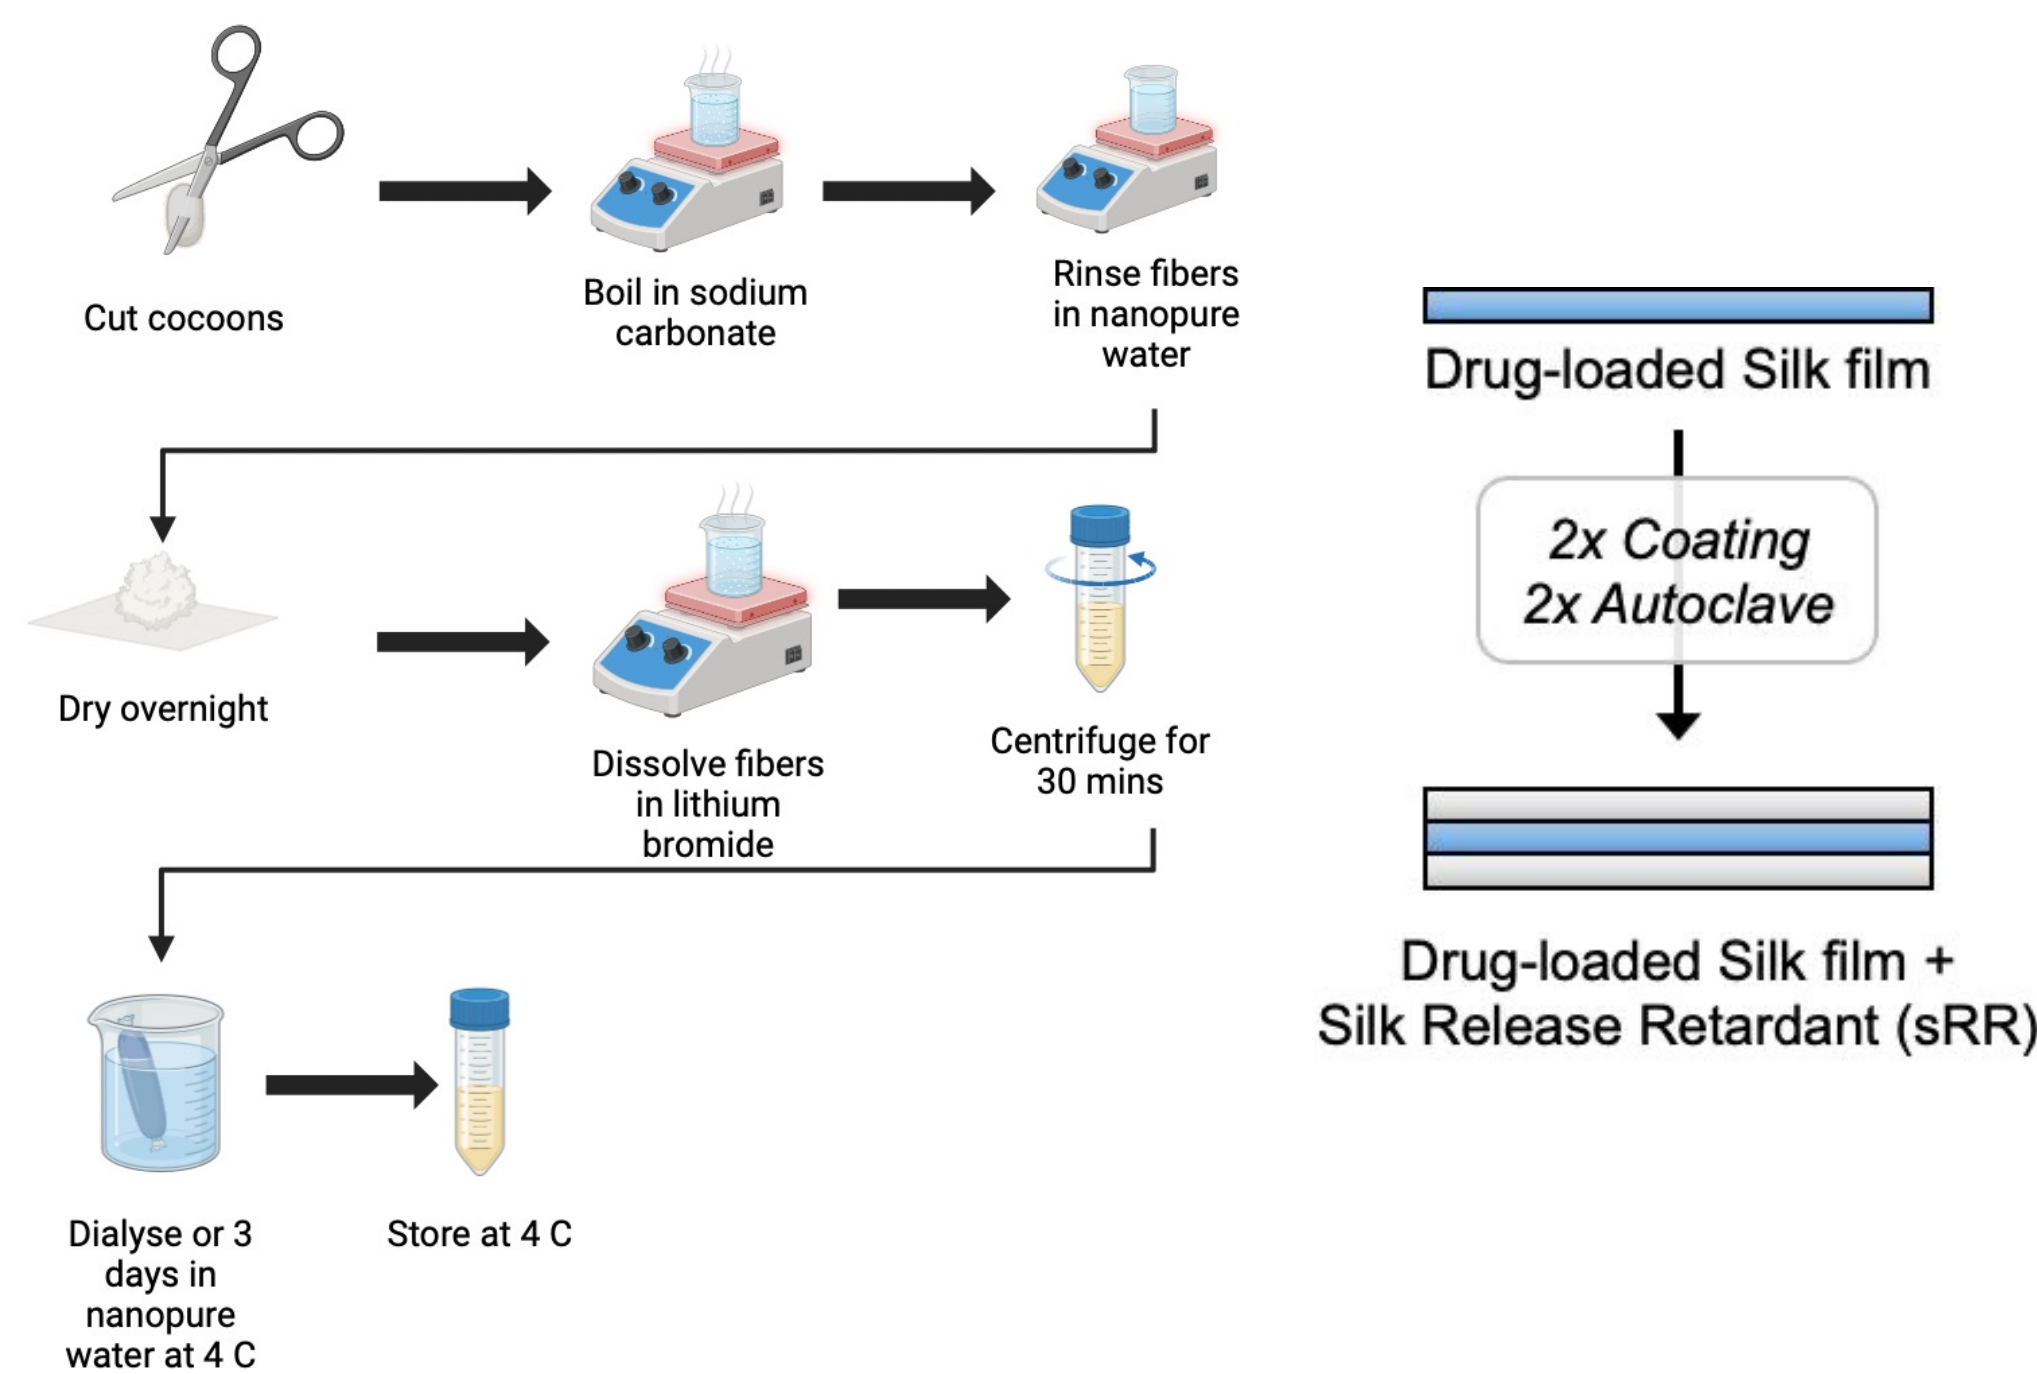 Cut cocoons
Boil in sodium
carbonate
Rinse fibers
in nanopure
water
Dry overnight
Dissolve fibers
in lithium
bromide
Centrifuge for
30 mins
Dialyse or 3
days in
nanopure
water at 4 C
Store at 4 C
Drug-loaded Silk film
2x Coating
2x Autoclave
Drug-loaded Silk film +
Silk Release Retardant (sRR)